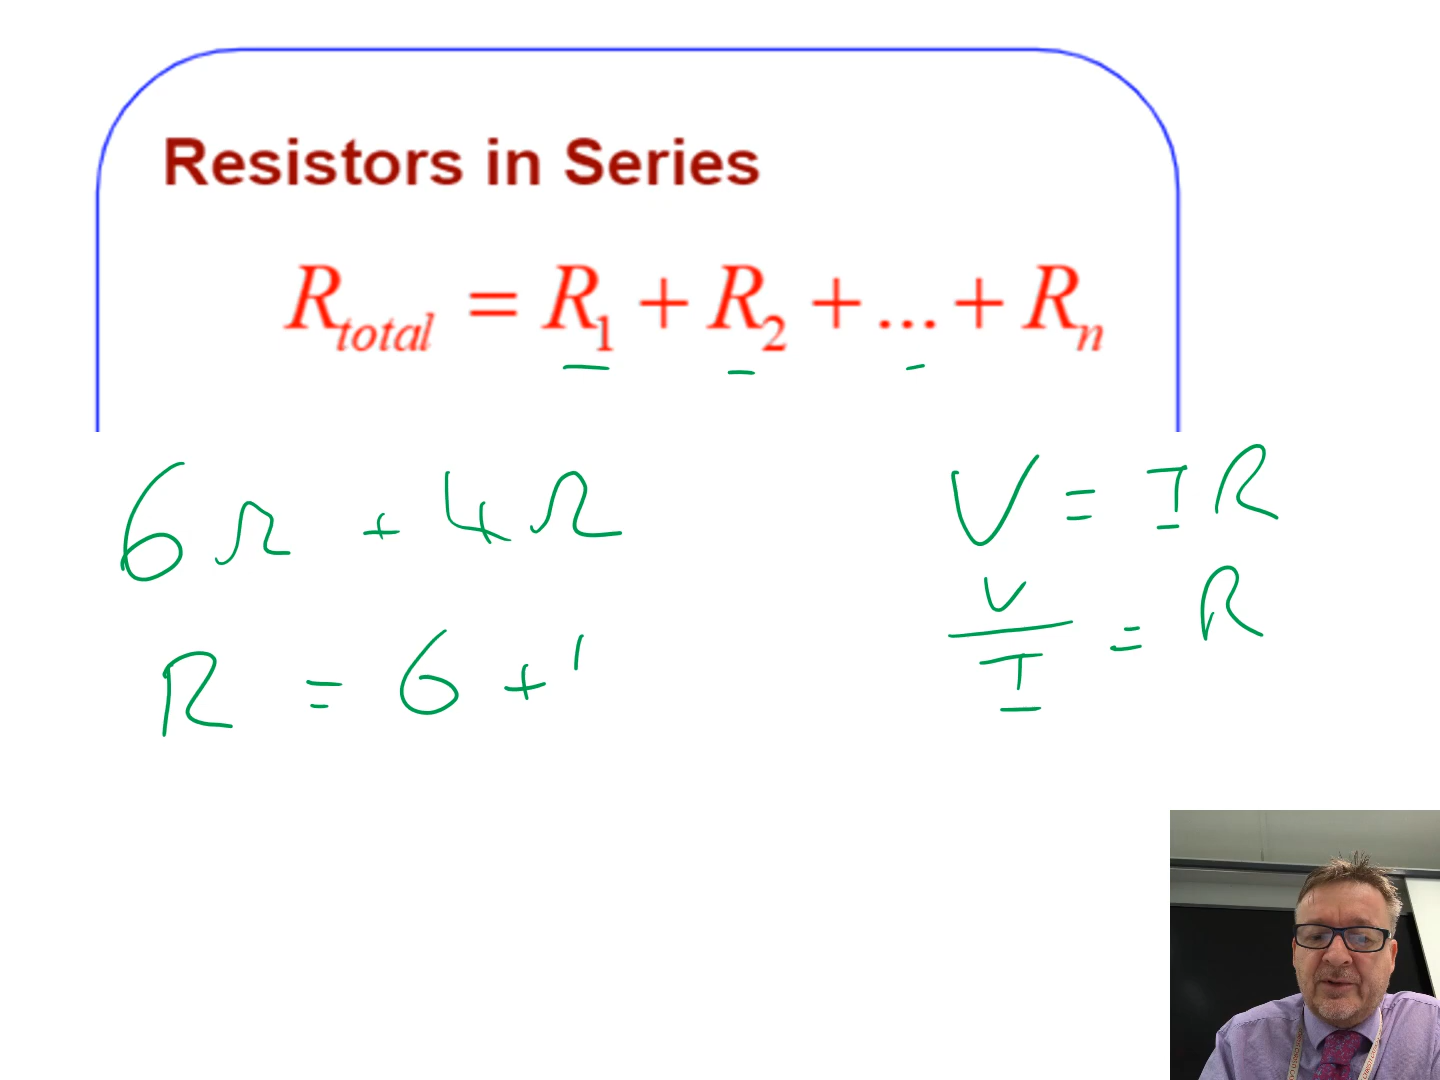 Resistors in Series
R_total = R_1 + R_2 + ... + R_n
6Ω + 4Ω
V = IR
V/I = R
R = 6 +